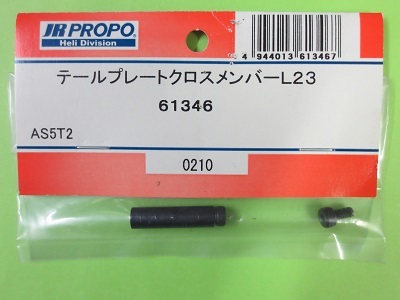 JR PROPO
Heli Division
4 944013 613467
テールプレートクロスメンバーL23
61346
AS5T2
0210